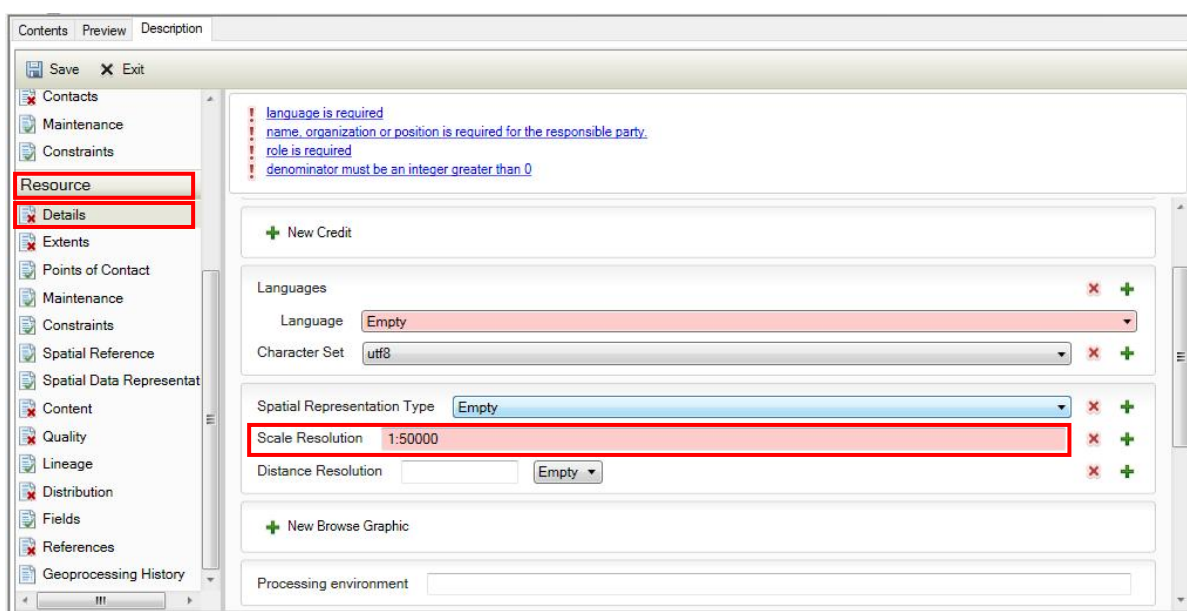 Contents Preview Description
Save Exit
Contacts
Maintenance
Constraints
Resource
Details
Extents
Points of Contact
Maintenance
Constraints
Spatial Reference
Spatial Data Representat
Content
Quality
Lineage
Distribution
Fields
References
Geoprocessing History
language is required
name, organization or position is required for the responsible party.
role is required
denominator must be an integer greater than 0
New Credit
Languages
Language Empty
Character Set utf8
Spatial Representation Type Empty
Scale Resolution 1:50000
Distance Resolution Empty
New Browse Graphic
Processing environment